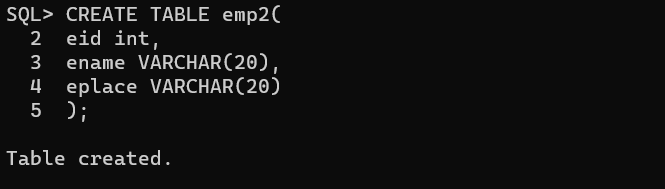 SQL> CREATE TABLE emp2(
  2  eid int,
  3  ename VARCHAR(20),
  4  eplace VARCHAR(20)
  5  );

Table created.